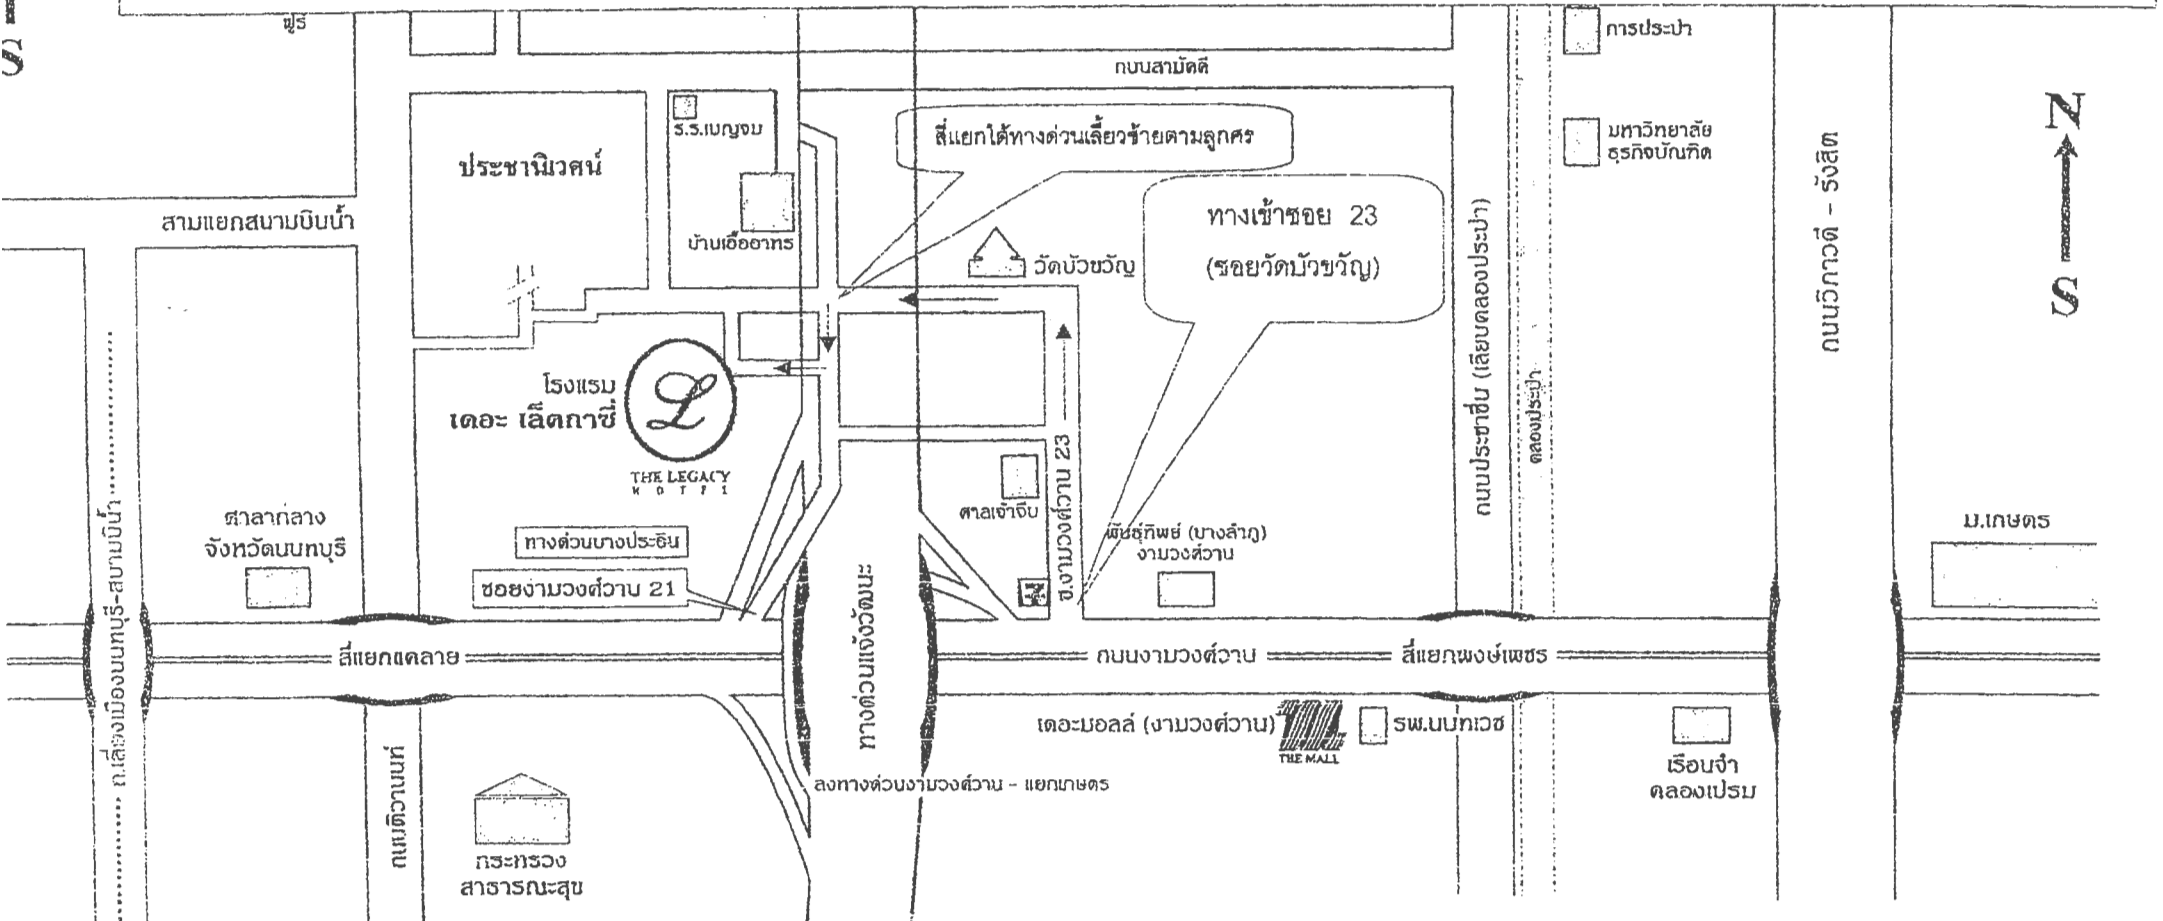 ถนนสามัคคี
การประปา
ร.ร.เบญจม
สี่แยกใต้ทางด่วนเลี้ยวซ้ายตามลูกศร
มหาวิทยาลัย
ธุรกิจบัณฑิต
N
S
ประชานิเวศน์
สามแยกสนามบินน้ำ
บ้านเอื้ออาทร
ทางเข้าซอย 23
(ซอยวัดบัวขวัญ)
วัดบัวขวัญ
ถนนวิภาวดี - รังสิต
ถนนประชาชื่น (เลียบคลองประปา)
คลองประปา
โรงแรม
เดอะ เล็คกาซี่
L
THE LEGACY
HOTEL
ซ.งามวงศ์วาน 23
ศาลเจ้าจีน
พันธุ์ทิพย์ (บางลำภู)
งามวงศ์วาน
ม.เกษตร
ศาลากลาง
จังหวัดนนทบุรี
ทางด่วนบางประอิน
ซอยงามวงศ์วาน 21
ถ.เลี่ยงเมืองนนทบุรี-สนามบินน้ำ
สี่แยกแคลาย
ถนนงามวงศ์วาน
สี่แยกพงษ์เพชร
ทางด่วนแจ้งวัฒนะ
เดอะมอลล์ (งามวงศ์วาน)
THE MALL
รพ.นนทเวช
ลงทางด่วนงามวงศ์วาน - แยกเกษตร
เรือนจำ
คลองเปรม
ถนนติวานนท์
กระทรวง
สาธารณะสุข